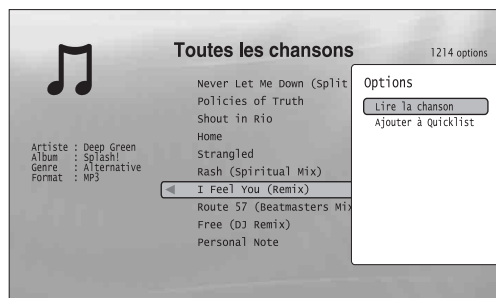 Toutes les chansons
1214 options
Never Let Me Down (Split
Policies of Truth
Shout in Rio
Home
Strangled
Rash (Spiritual Mix)
I Feel You (Remix)
Route 57 (Beatmasters Mix
Free (DJ Remix)
Personal Note
Artiste : Deep Green
Album : Splash!
Genre : Alternative
Format : MP3
Options
Lire la chanson
Ajouter à Quicklist